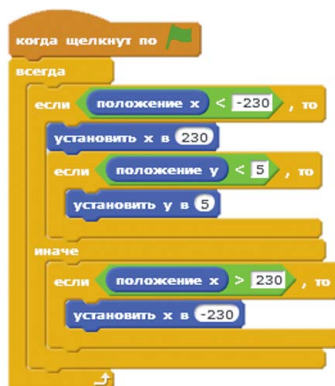 когда щелкнут по
всегда
если положение x < -230 , то
установить x в 230
если положение y < 5 , то
установить y в 5
иначе
если положение x > 230 , то
установить x в -230